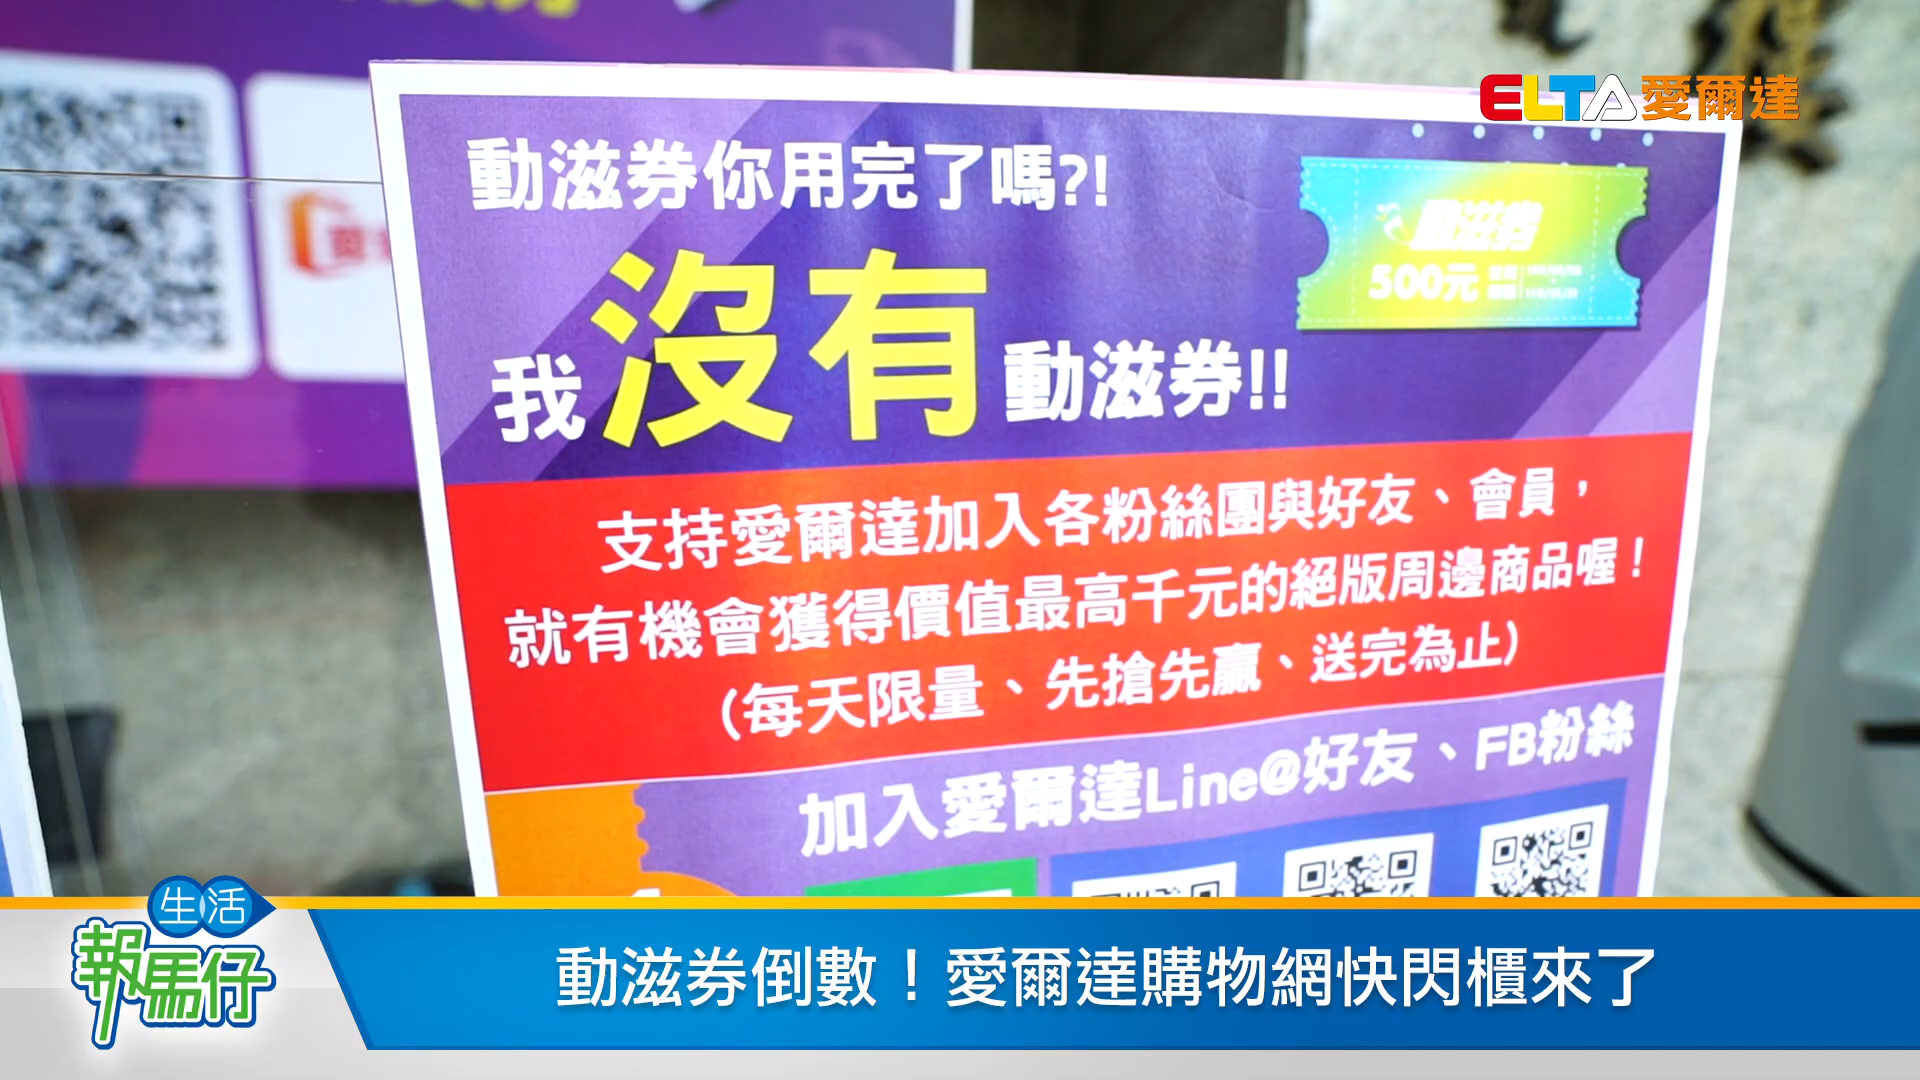 ELTA愛爾達
動滋券你用完了嗎?!
動滋券
500元
我沒有動滋券!!
支持愛爾達加入各粉絲團與好友、會員，
就有機會獲得價值最高千元的絕版周邊商品喔！
(每天限量、先搶先贏、送完為止)
加入愛爾達Line@好友、FB粉絲
生活
報馬仔
動滋券倒數！愛爾達購物網快閃櫃來了